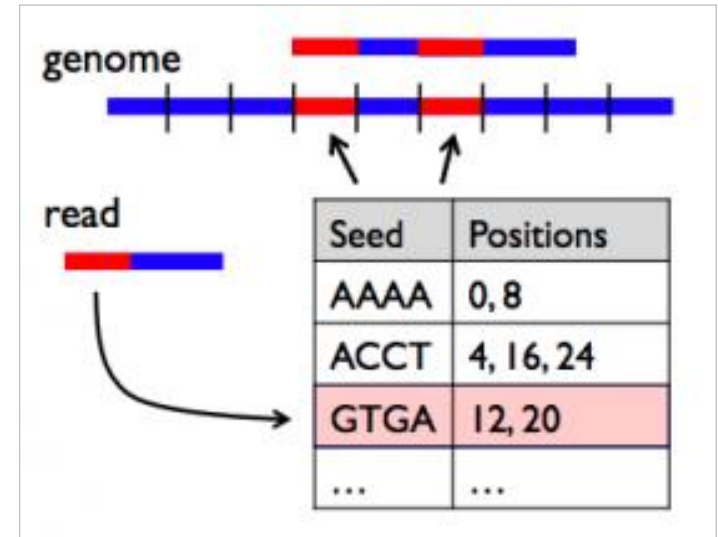 genome
read
Seed Positions
AAAA 0, 8
ACCT 4, 16, 24
GTGA 12, 20
... ...